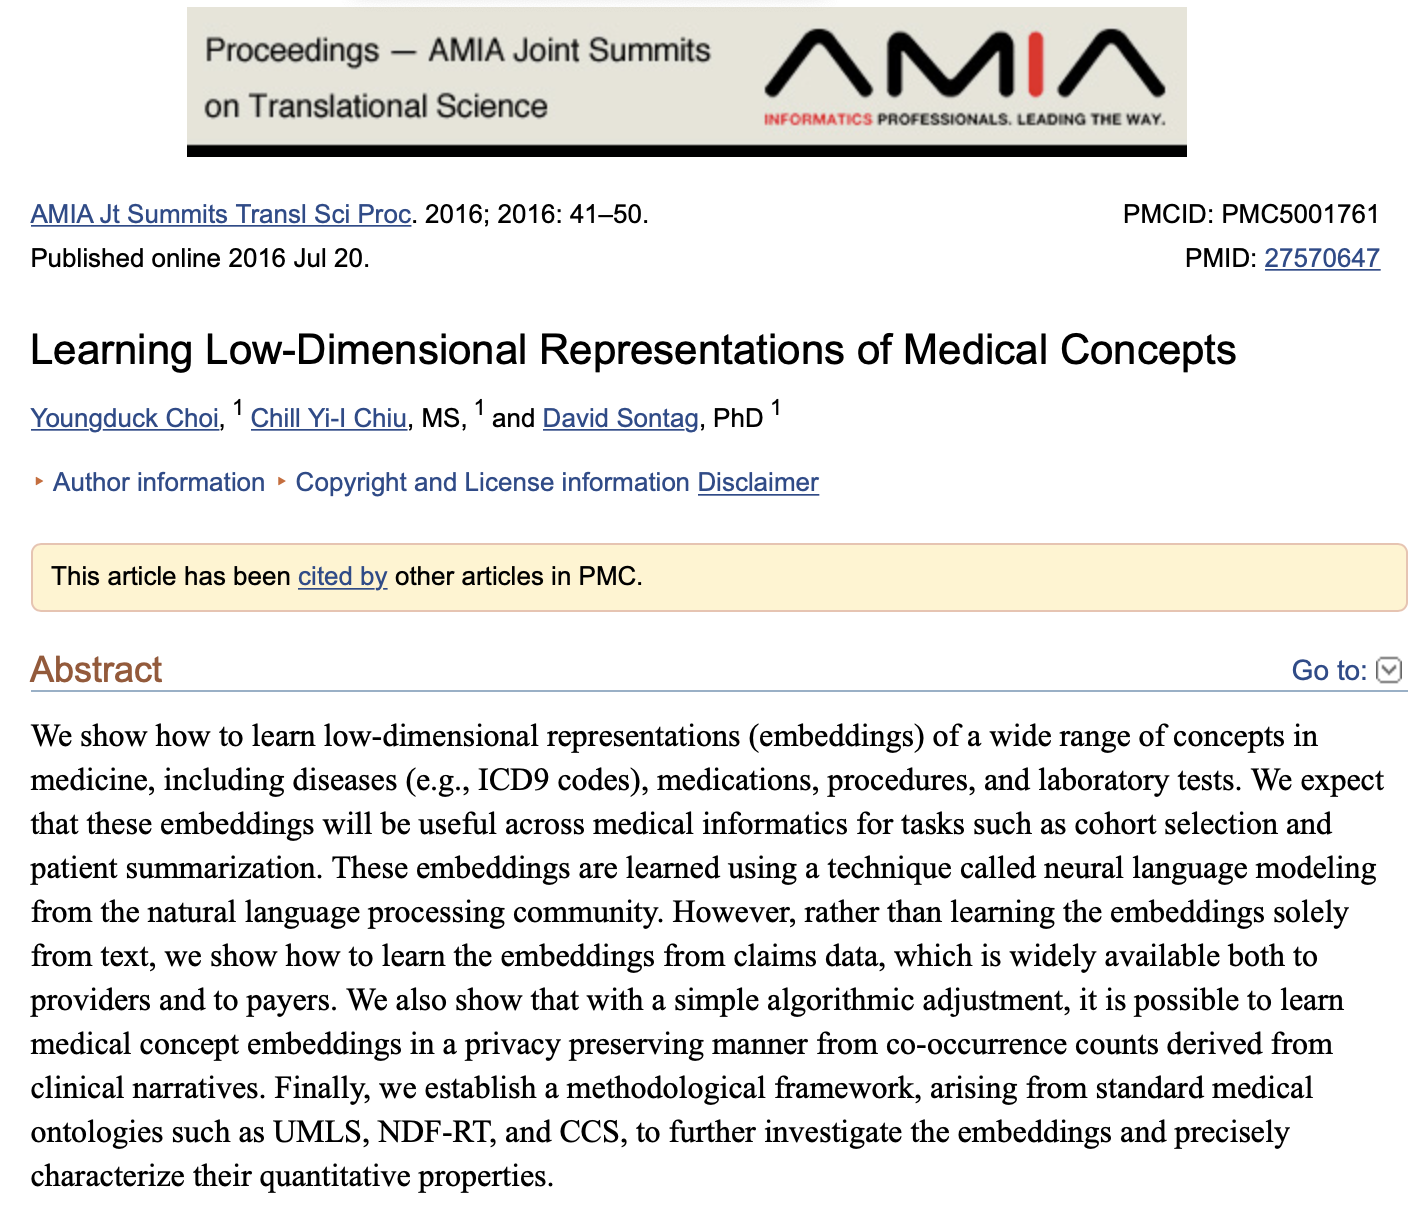 Proceedings — AMIA Joint Summits
on Translational Science
AMIA
INFORMATICS PROFESSIONALS. LEADING THE WAY.
AMIA Jt Summits Transl Sci Proc. 2016; 2016: 41–50.
PMCID: PMC5001761
Published online 2016 Jul 20.
PMID: 27570647
Learning Low-Dimensional Representations of Medical Concepts
Youngduck Choi, 1 Chill Yi-I Chiu, MS, 1 and David Sontag, PhD 1
▸ Author information ▸ Copyright and License information Disclaimer
This article has been cited by other articles in PMC.
Abstract
Go to:
We show how to learn low-dimensional representations (embeddings) of a wide range of concepts in
medicine, including diseases (e.g., ICD9 codes), medications, procedures, and laboratory tests. We expect
that these embeddings will be useful across medical informatics for tasks such as cohort selection and
patient summarization. These embeddings are learned using a technique called neural language modeling
from the natural language processing community. However, rather than learning the embeddings solely
from text, we show how to learn the embeddings from claims data, which is widely available both to
providers and to payers. We also show that with a simple algorithmic adjustment, it is possible to learn
medical concept embeddings in a privacy preserving manner from co-occurrence counts derived from
clinical narratives. Finally, we establish a methodological framework, arising from standard medical
ontologies such as UMLS, NDF-RT, and CCS, to further investigate the embeddings and precisely
characterize their quantitative properties.